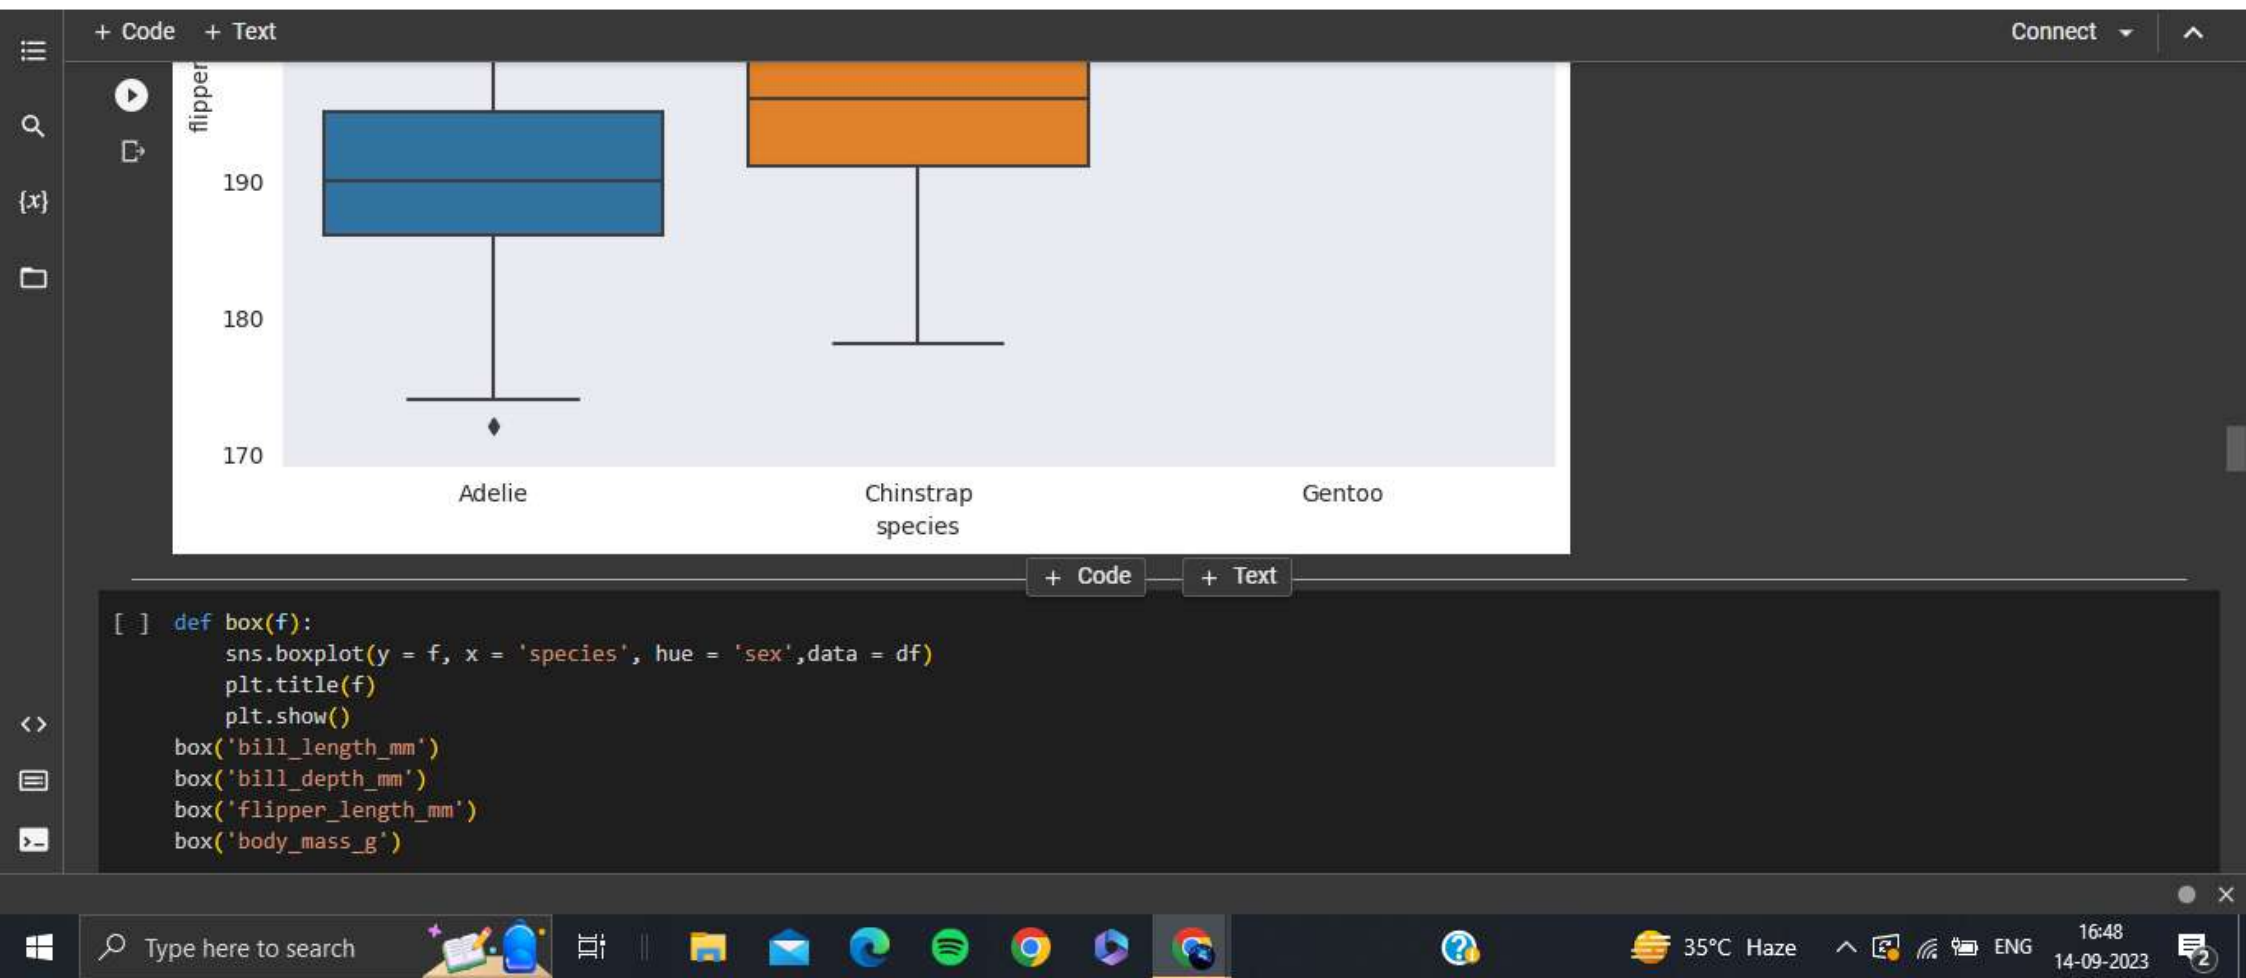 + Code + Text
Connect
flipper
{x}
190
180
170
Adelie
Chinstrap
Gentoo
species
+ Code
+ Text
[ ] def box(f):
sns.boxplot(y = f, x = 'species', hue = 'sex',data = df)
plt.title(f)
plt.show()
box('bill_length_mm')
box('bill_depth_mm')
box('flipper_length_mm')
box('body_mass_g')
Type here to search
35°C Haze
ENG
16:48
14-09-2023
2